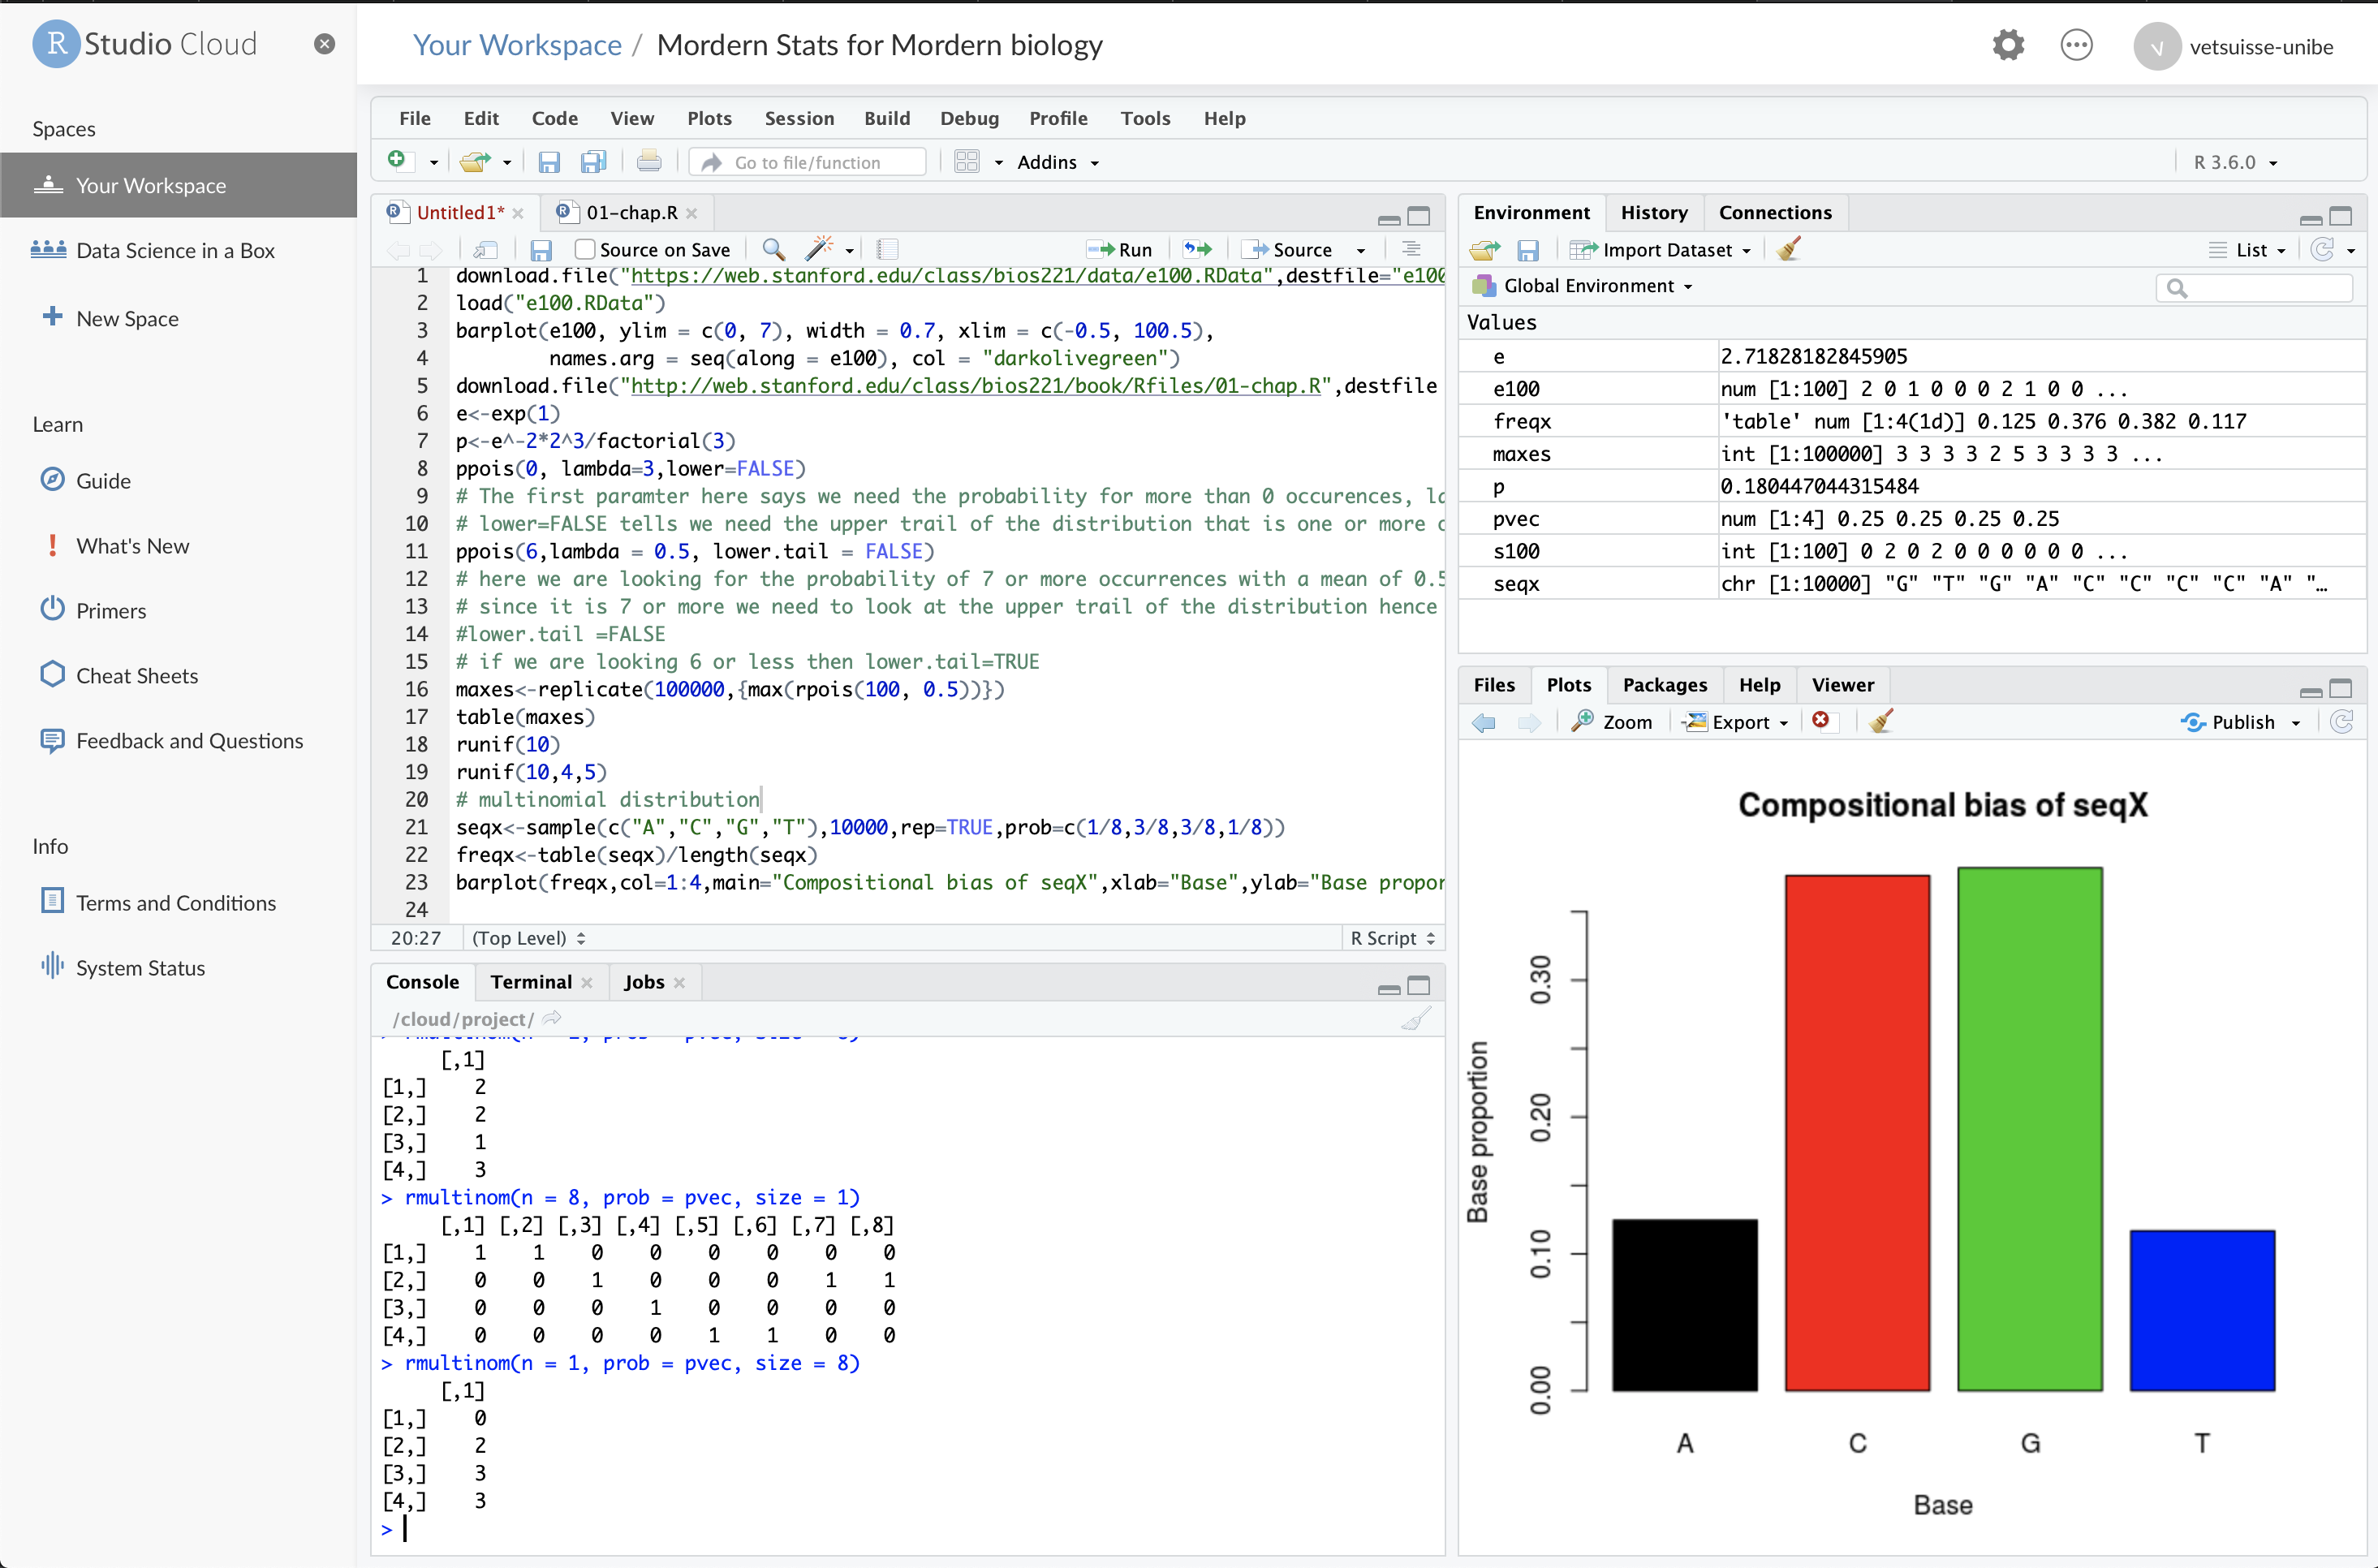 R Studio Cloud
Your Workspace / Mordern Stats for Mordern biology
v vetsuisse-unibe
Spaces
Your Workspace
Data Science in a Box
New Space
Learn
Guide
What's New
Primers
Cheat Sheets
Feedback and Questions
Info
Terms and Conditions
System Status
File Edit Code View Plots Session Build Debug Profile Tools Help
Go to file/function Addins R 3.6.0
Untitled1* 01-chap.R
Source on Save Run Source
1 download.file("https://web.stanford.edu/class/bios221/data/e100.RData",destfile="e100
2 load("e100.RData")
3 barplot(e100, ylim = c(0, 7), width = 0.7, xlim = c(-0.5, 100.5),
4 names.arg = seq(along = e100), col = "darkolivegreen")
5 download.file("http://web.stanford.edu/class/bios221/book/Rfiles/01-chap.R",destfile
6 e<-exp(1)
7 p<-e^-2*2^3/factorial(3)
8 ppois(0, lambda=3,lower=FALSE)
9 # The first paramter here says we need the probability for more than 0 occurences,
10 # lower=FALSE tells we need the upper trail of the distribution that is one or more
11 ppois(6,lambda = 0.5, lower.tail = FALSE)
12 # here we are looking for the probability of 7 or more occurrences with a mean of 0.5
13 # since it is 7 or more we need to look at the upper trail of the distribution hence
14 #lower.tail =FALSE
15 # if we are looking 6 or less then lower.tail=TRUE
16 maxes<-replicate(100000,{max(rpois(100, 0.5))})
17 table(maxes)
18 runif(10)
19 runif(10,4,5)
20 # multinomial distribution
21 seqx<-sample(c("A","C","G","T"),10000,rep=TRUE,prob=c(1/8,3/8,3/8,1/8))
22 freqx<-table(seqx)/length(seqx)
23 barplot(freqx,col=1:4,main="Compositional bias of seqX",xlab="Base",ylab="Base propor
24
20:27 (Top Level) R Script
Console Terminal Jobs
/cloud/project/
[,1]
[1,] 2
[2,] 2
[3,] 1
[4,] 3
> rmultinom(n = 8, prob = pvec, size = 1)
[,1] [,2] [,3] [,4] [,5] [,6] [,7] [,8]
[1,] 1 1 0 0 0 0 0 0
[2,] 0 0 1 0 0 0 1 1
[3,] 0 0 0 1 0 0 0 0
[4,] 0 0 0 0 1 1 0 0
> rmultinom(n = 1, prob = pvec, size = 8)
[,1]
[1,] 0
[2,] 2
[3,] 3
[4,] 3
>
Environment History Connections
Import Dataset List
Global Environment
Values
e 2.71828182845905
e100 num [1:100] 2 0 1 0 0 0 2 1 0 0 ...
freqx 'table' num [1:4(1d)] 0.125 0.376 0.382 0.117
maxes int [1:100000] 3 3 3 3 2 5 3 3 3 3 ...
p 0.180447044315484
pvec num [1:4] 0.25 0.25 0.25 0.25
s100 int [1:100] 0 2 0 2 0 0 0 0 0 0 ...
seqx chr [1:10000] "G" "T" "G" "A" "C" "C" "C" "C" "A" "…
Files Plots Packages Help Viewer
Zoom Export Publish
Compositional bias of seqX
Base proportion
0.30
0.20
0.10
0.00
A C G T
Base